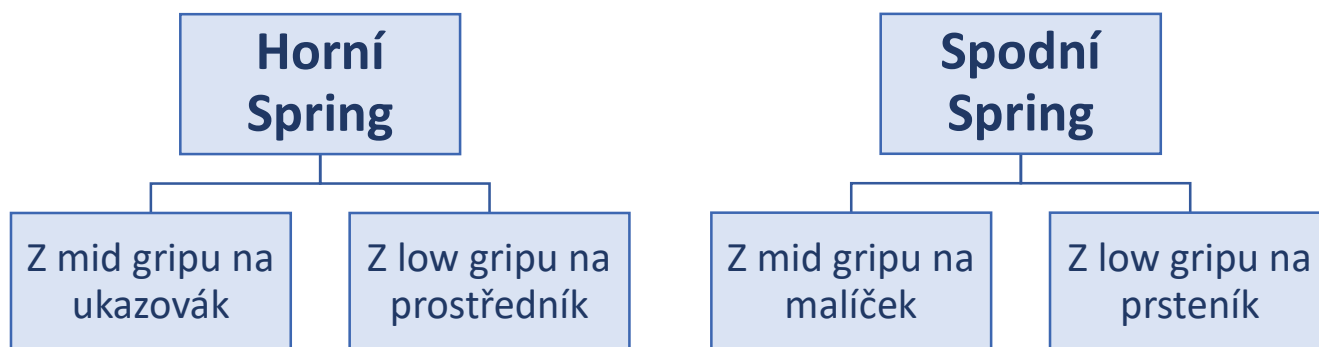 Horní
Spring
Z mid gripu na
ukazovák
Z low gripu na
prostředník
Spodní
Spring
Z mid gripu na
malíček
Z low gripu na
prsteník